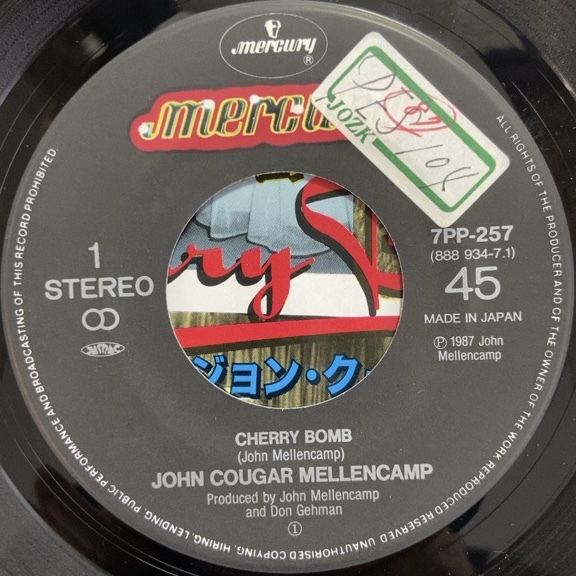 mercury
mercu
JOZK
7PP-257
(888 934-7.1)
1
STEREO
45
MADE IN JAPAN
℗ 1987 John
Mellencamp
ry
ジョン・ク
CHERRY BOMB
(John Mellencamp)
JOHN COUGAR MELLENCAMP
Produced by John Mellencamp
and Don Gehman
①
ALL RIGHTS OF THE PRODUCER AND OF THE OWNER OF THE WORK REPRODUCED RESERVED. UNAUTHORISED COPYING, HIRING, LENDING, PUBLIC PERFORMANCE AND BROADCASTING OF THIS RECORD PROHIBITED.